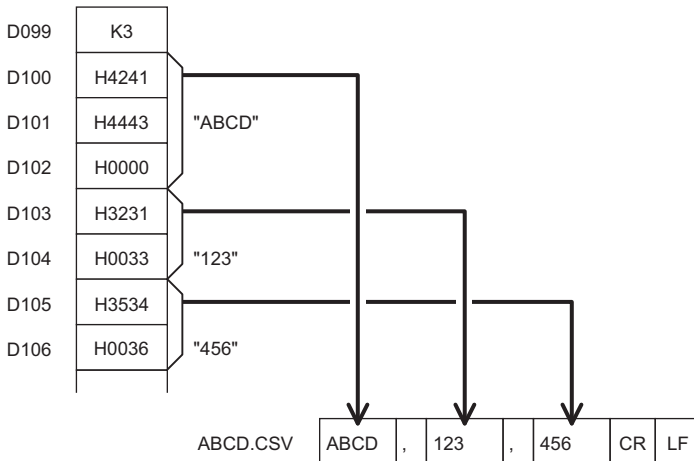 D099 K3
D100 H4241
D101 H4443 "ABCD"
D102 H0000
D103 H3231
D104 H0033 "123"
D105 H3534
D106 H0036 "456"
ABCD.CSV ABCD , 123 , 456 CR LF